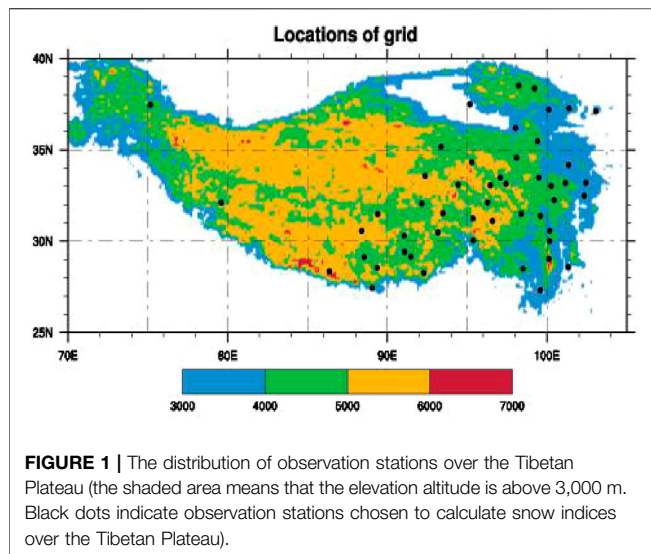 Locations of grid
40N
35N
30N
25N
70E
80E
90E
100E
3000
4000
5000
6000
7000
FIGURE 1 | The distribution of observation stations over the Tibetan
Plateau (the shaded area means that the elevation altitude is above 3,000 m.
Black dots indicate observation stations chosen to calculate snow indices
over the Tibetan Plateau).